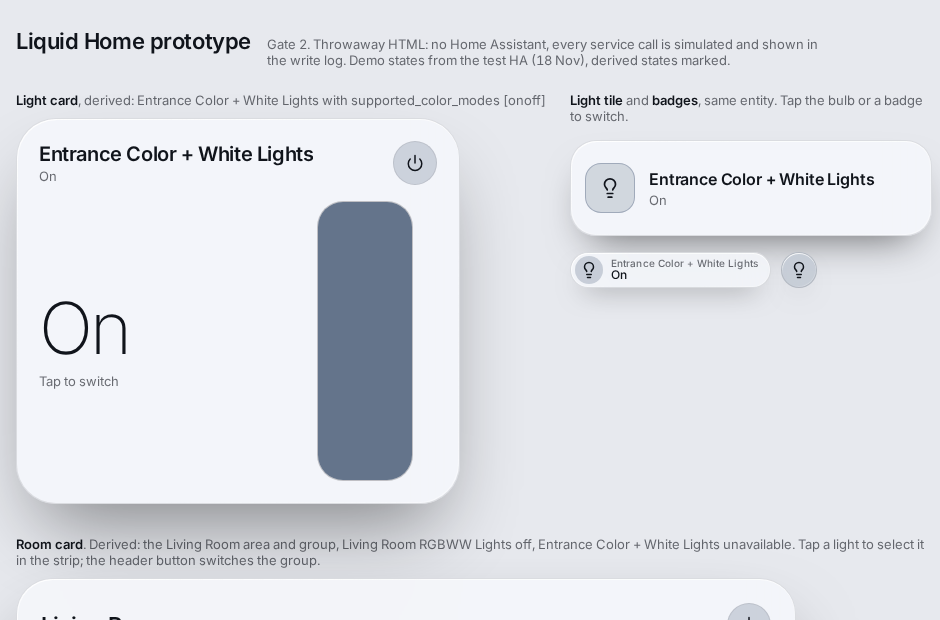 Liquid Home prototype
Gate 2. Throwaway HTML: no Home Assistant, every service call is simulated and shown in
the write log. Demo states from the test HA (18 Nov), derived states marked.
Light card, derived: Entrance Color + White Lights with supported_color_modes [onoff]
Entrance Color + White Lights
On
On
Tap to switch
Light tile and badges, same entity. Tap the bulb or a badge
to switch.
Entrance Color + White Lights
On
Entrance Color + White Lights
On
Room card. Derived: the Living Room area and group, Living Room RGBWW Lights off, Entrance Color + White Lights unavailable. Tap a light to select it
in the strip; the header button switches the group.